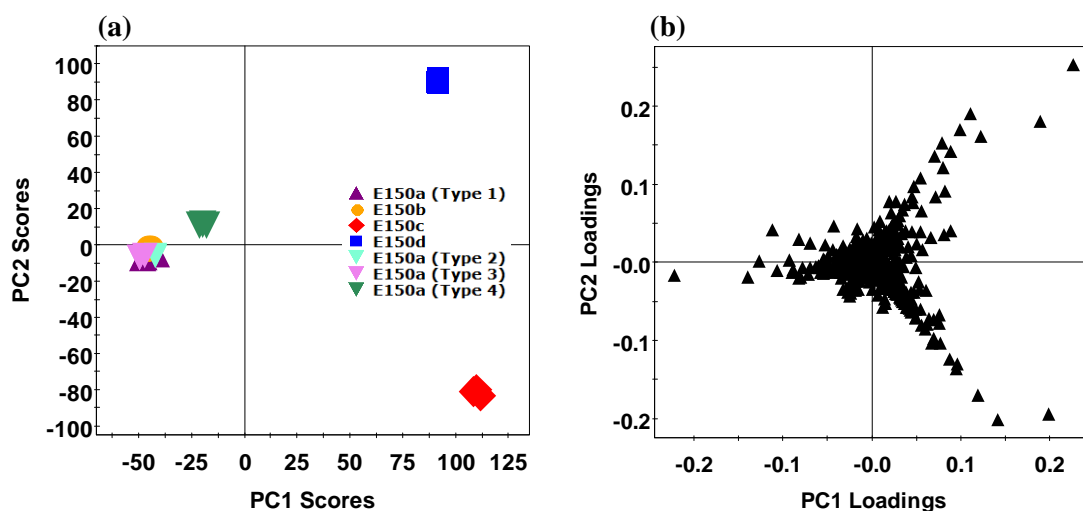 (a)
(b)
100
80
60
40
20
0
-20
-40
-60
-80
-100
PC2 Scores
-50
-25
0
25
50
75
100
125
PC1 Scores
E150a (Type 1)
E150b
E150c
E150d
E150a (Type 2)
E150a (Type 3)
E150a (Type 4)
0.2
0.1
-0.0
-0.1
-0.2
PC2 Loadings
-0.2
-0.1
-0.0
0.1
0.2
PC1 Loadings